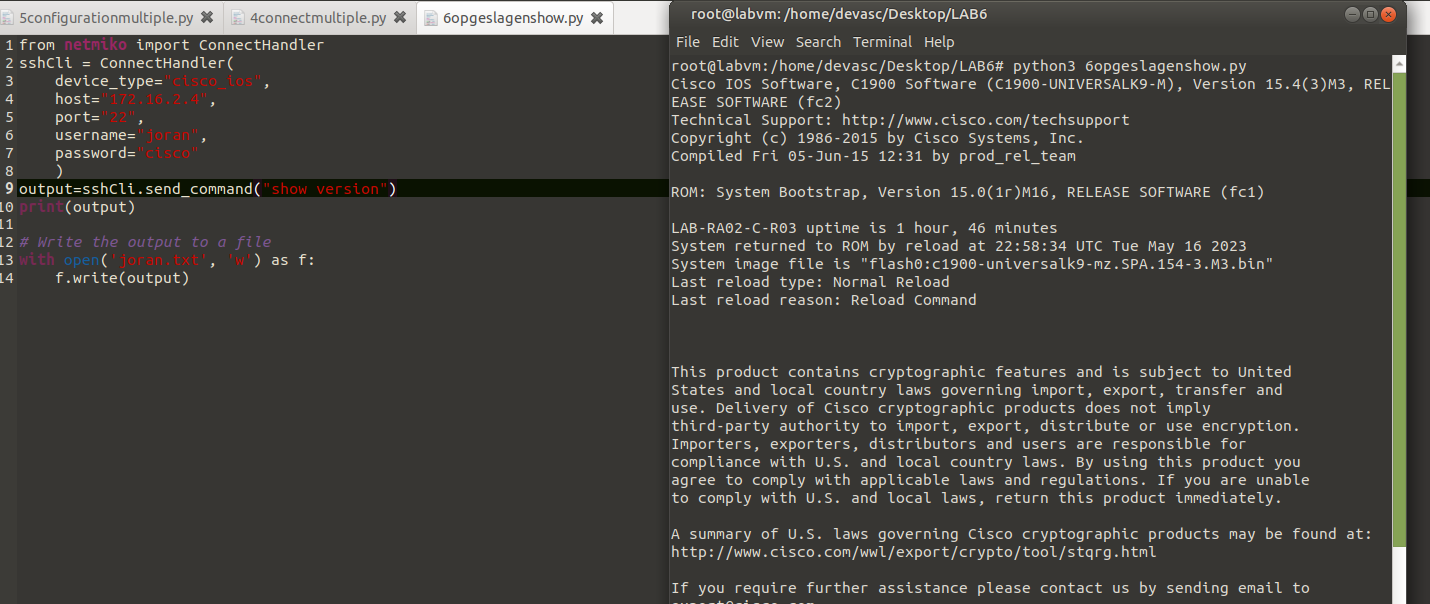 5configurationmultiple.py
4connectmultiple.py
6opgeslagenshow.py
1 from netmiko import ConnectHandler
2 sshCli = ConnectHandler(
3     device_type="cisco_ios",
4     host="172.16.2.4",
5     port="22",
6     username="joran",
7     password="cisco"
8     )
9 output=sshCli.send_command("show version")
10 print(output)
11
12 # Write the output to a file
13 with open('joran.txt', 'w') as f:
14     f.write(output)
root@labvm: /home/devasc/Desktop/LAB6
File Edit View Search Terminal Help
root@labvm:/home/devasc/Desktop/LAB6# python3 6opgeslagenshow.py
Cisco IOS Software, C1900 Software (C1900-UNIVERSALK9-M), Version 15.4(3)M3, REL
EASE SOFTWARE (fc2)
Technical Support: http://www.cisco.com/techsupport
Copyright (c) 1986-2015 by Cisco Systems, Inc.
Compiled Fri 05-Jun-15 12:31 by prod_rel_team
ROM: System Bootstrap, Version 15.0(1r)M16, RELEASE SOFTWARE (fc1)
LAB-RA02-C-R03 uptime is 1 hour, 46 minutes
System returned to ROM by reload at 22:58:34 UTC Tue May 16 2023
System image file is "flash0:c1900-universalk9-mz.SPA.154-3.M3.bin"
Last reload type: Normal Reload
Last reload reason: Reload Command
This product contains cryptographic features and is subject to United
States and local country laws governing import, export, transfer and
use. Delivery of Cisco cryptographic products does not imply
third-party authority to import, export, distribute or use encryption.
Importers, exporters, distributors and users are responsible for
compliance with U.S. and local country laws. By using this product you
agree to comply with applicable laws and regulations. If you are unable
to comply with U.S. and local laws, return this product immediately.
A summary of U.S. laws governing Cisco cryptographic products may be found at:
http://www.cisco.com/wwl/export/crypto/tool/stqrg.html
If you require further assistance please contact us by sending email to